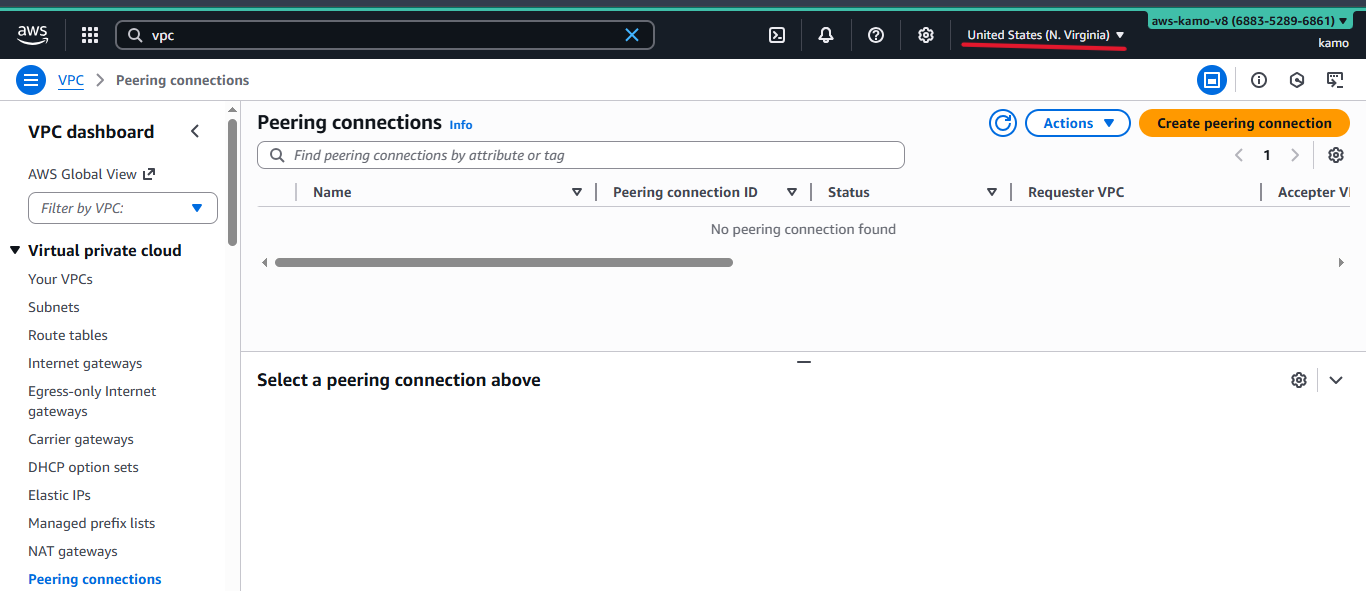 aws
vpc
United States (N. Virginia)
aws-kamo-v8 (6883-5289-6861)
kamo
VPC
Peering connections
VPC dashboard
AWS Global View
Filter by VPC:
Virtual private cloud
Your VPCs
Subnets
Route tables
Internet gateways
Egress-only Internet
gateways
Carrier gateways
DHCP option sets
Elastic IPs
Managed prefix lists
NAT gateways
Peering connections
Peering connections Info
Actions
Create peering connection
Find peering connections by attribute or tag
1
Name Peering connection ID Status Requester VPC Accepter VI
No peering connection found
Select a peering connection above